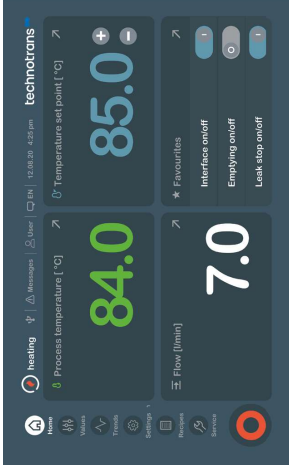 heating
Messages
User
EN
12.08.20 4:25 pm
technotrans
Home
Values
Trends
Settings
Recipes
Service
Process temperature [°C]
84.0
Temperature set point [°C]
85.0
Flow [l/min]
7.0
Favourites
Interface on/off
Emptying on/off
Leak stop on/off